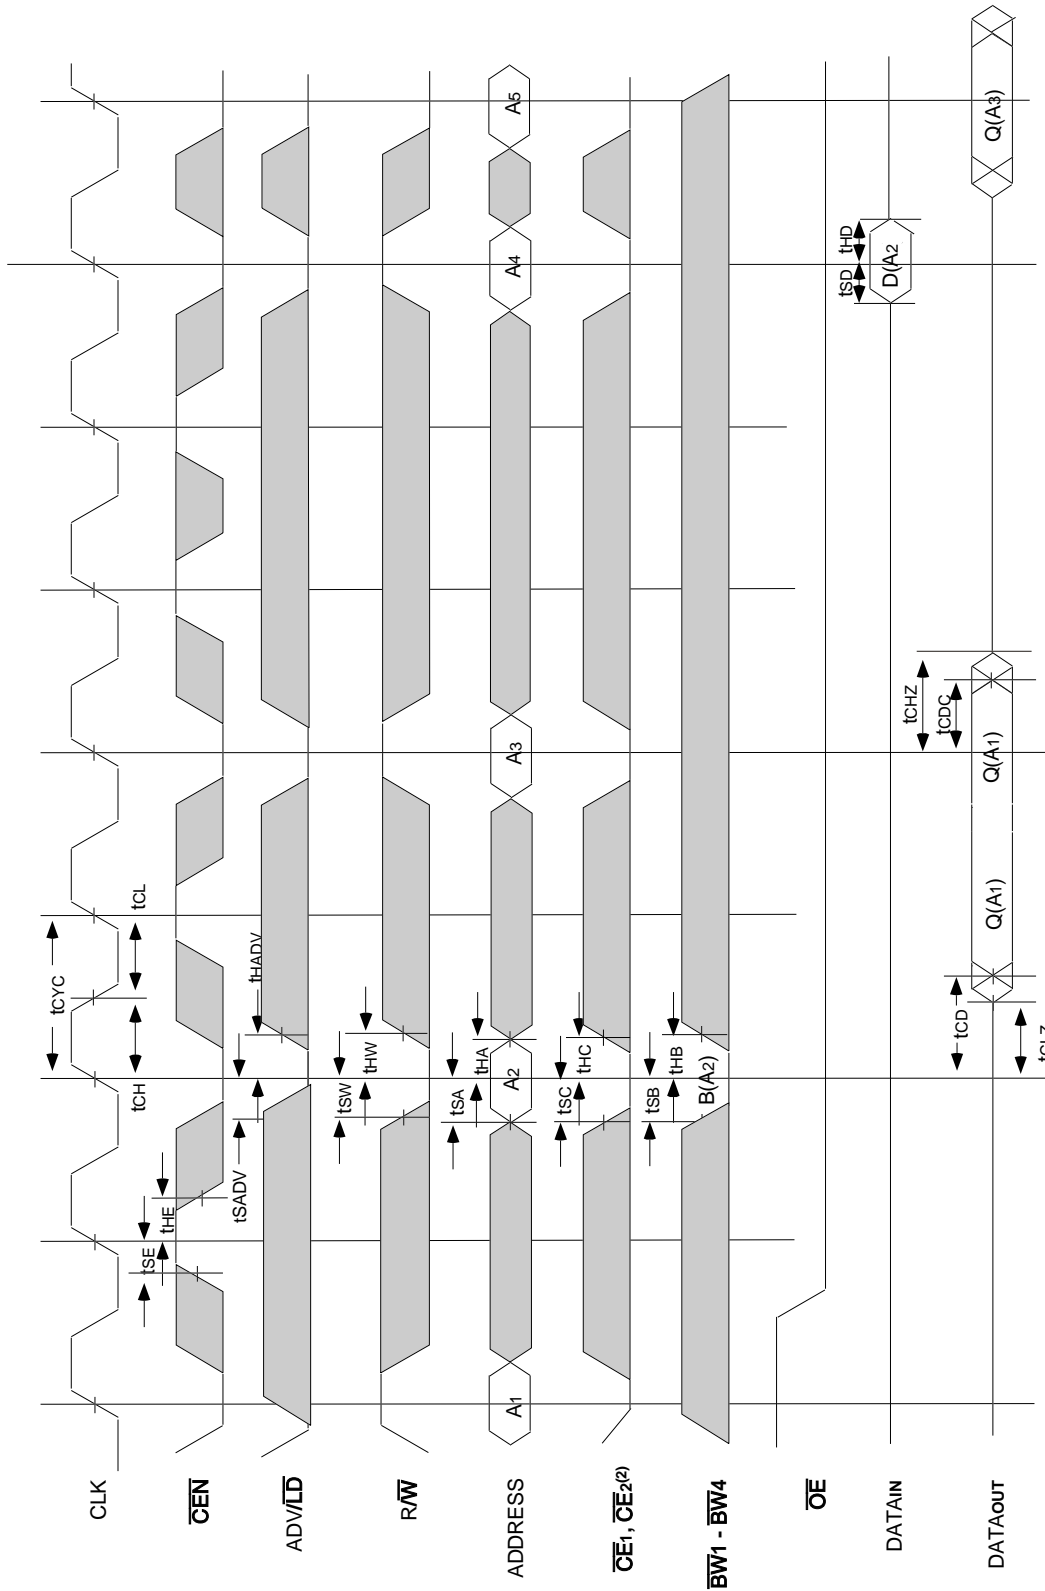 CLK
CEN
ADV/LD
R/W
ADDRESS
CE1, CE2(2)
BW1 - BW4
OE
DATAIN
DATAOUT
tCYC
tCH
tCL
tSE
tHE
tSADV
tHADV
tSW
tHW
tSA
tHA
A1
A2
A3
A4
A5
tSC
tHC
tSB
tHB
B(A2)
tSD
tHD
D(A2
tCHZ
tCDC
tCD
tCLZ
Q(A1)
Q(A1)
Q(A3)